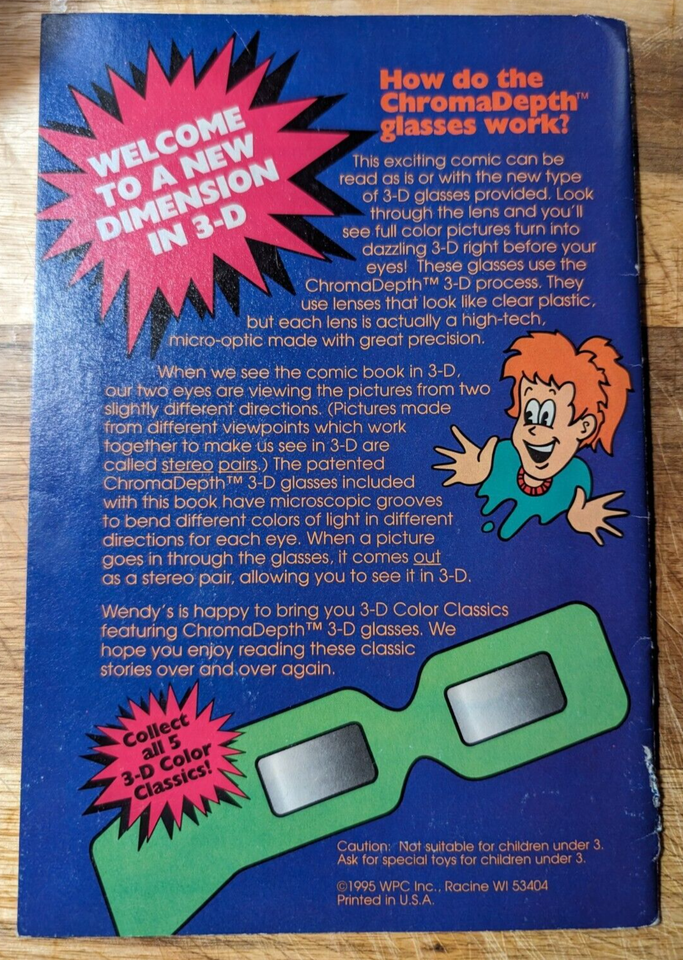 WELCOME
TO A NEW
DIMENSION
IN 3-D
How do the
ChromaDepth™
glasses work?
This exciting comic can be
read as is or with the new type
of 3-D glasses provided. Look
through the lens and you'll
see full color pictures turn into
dazzling 3-D right before your
eyes! These glasses use the
ChromaDepth™ 3-D process. They
use lenses that look like clear plastic,
but each lens is actually a high-tech,
micro-optic made with great precision.
When we see the comic book in 3-D,
our two eyes are viewing the pictures from two
slightly different directions. (Pictures made
from different viewpoints which work
together to make us see in 3-D are
called stereo pairs.) The patented
ChromaDepth™ 3-D glasses included
with this book have microscopic grooves
to bend different colors of light in different
directions for each eye. When a picture
goes in through the glasses, it comes out
as a stereo pair, allowing you to see it in 3-D.
Wendy's is happy to bring you 3-D Color Classics
featuring ChromaDepth™ 3-D glasses. We
hope you enjoy reading these classic
stories over and over again.
Collect
all 5
3-D Color
Classics!
Caution: Not suitable for children under 3.
Ask for special toys for children under 3.
©1995 WPC Inc., Racine WI 53404
Printed in U.S.A.